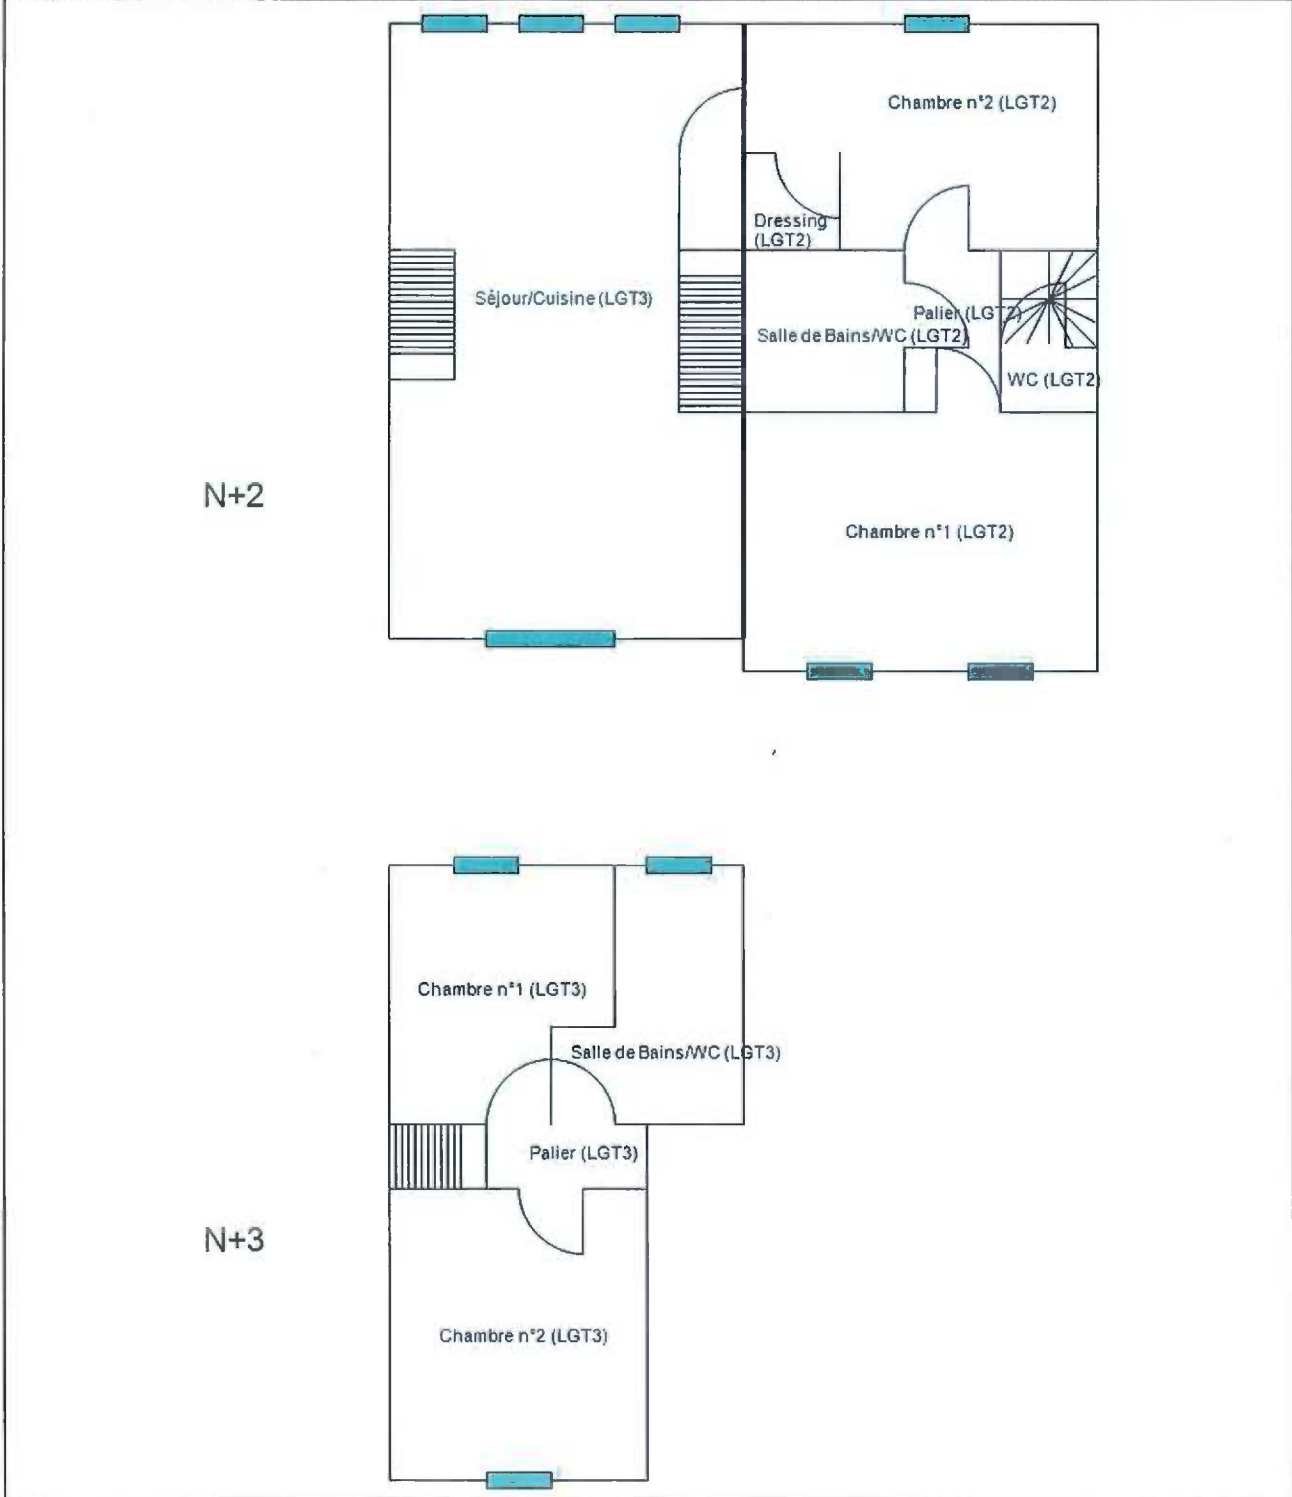 Chambre n°2 (LGT2)
Dressing
(LGT2)
Séjour/Cuisine (LGT3)
Palier (LGT2)
Salle de Bains/WC (LGT2)
WC (LGT2)
N+2
Chambre n°1 (LGT2)
Chambre n°1 (LGT3)
Salle de Bains/WC (LGT3)
Palier (LGT3)
N+3
Chambre n°2 (LGT3)